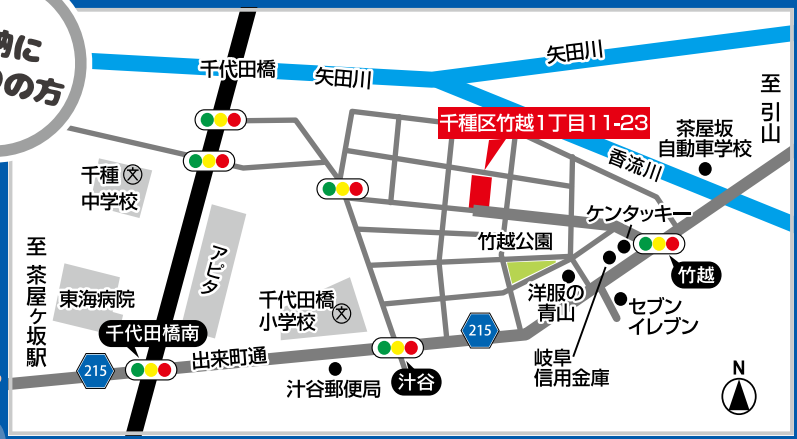 の方
千代田橋
矢田川
矢田川
至 引山
千種区竹越1丁目11-23
茶屋坂
自動車学校
香流川
千種
中学校
文
ケンタッキー
アピタ
竹越公園
竹越
至 茶屋ヶ坂駅
東海病院
千代田橋
小学校
文
洋服の
青山
セブン
イレブン
千代田橋南
215
出来町通
215
岐阜
信用金庫
汁谷郵便局
汁谷
N